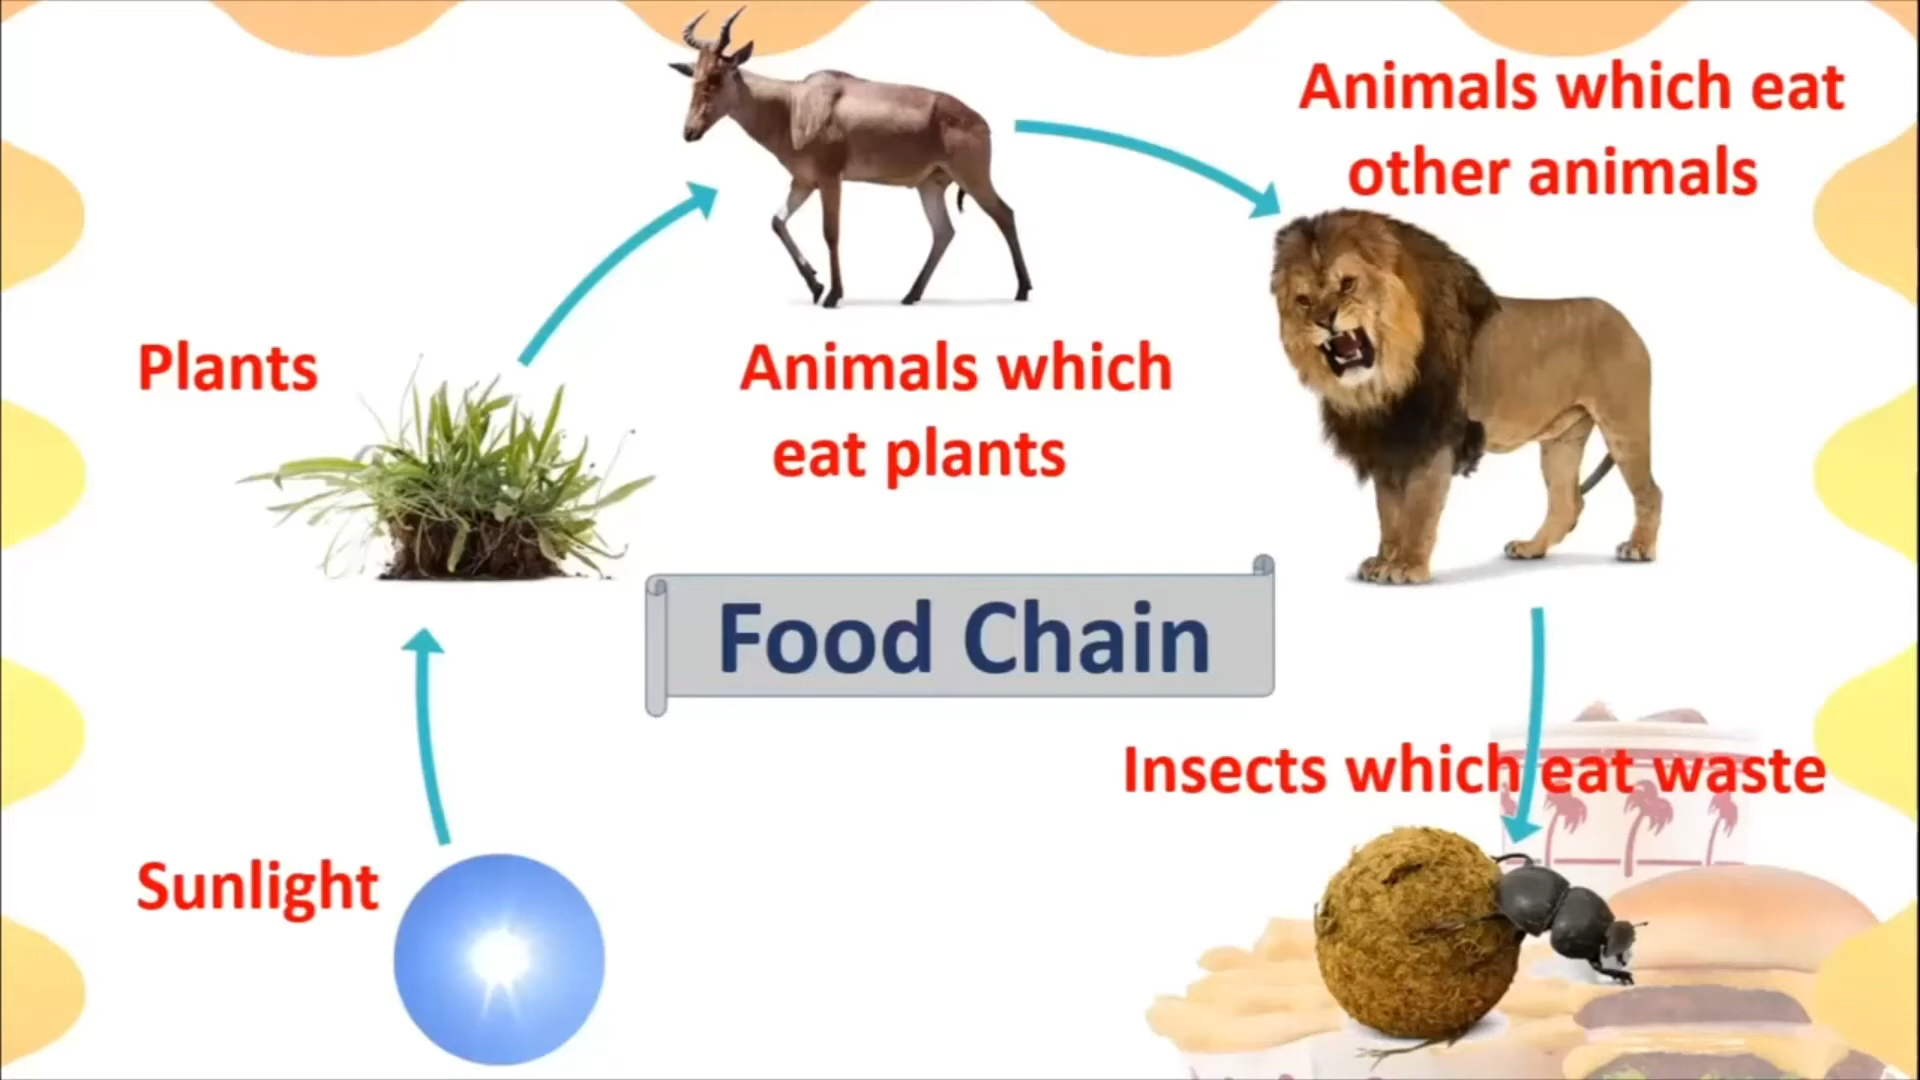 Animals which eat
other animals
Plants
Animals which
eat plants
Food Chain
Insects which eat waste
Sunlight